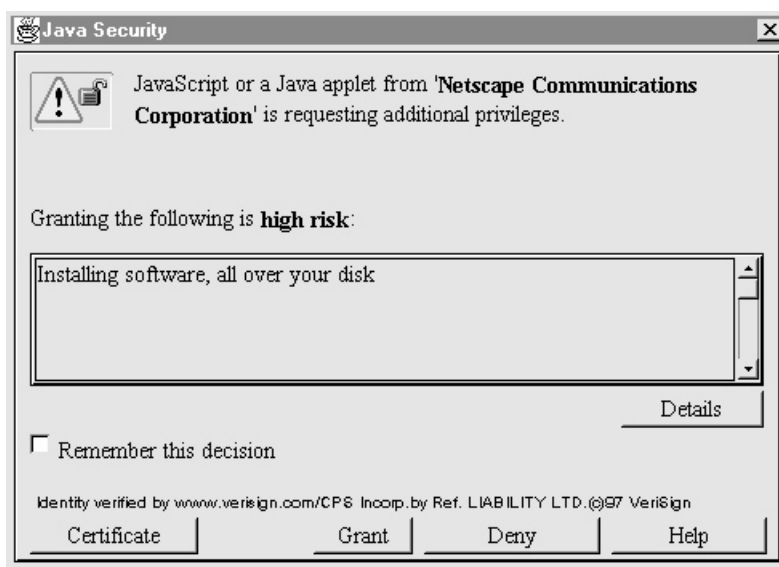 Java Security
JavaScript or a Java applet from 'Netscape Communications
Corporation' is requesting additional privileges.
Granting the following is high risk:
Installing software, all over your disk
Details
Remember this decision
Identity verified by www.verisign.com/CPS Incorp.by Ref. LIABILITY LTD.(c)97 VeriSign
Certificate Grant Deny Help